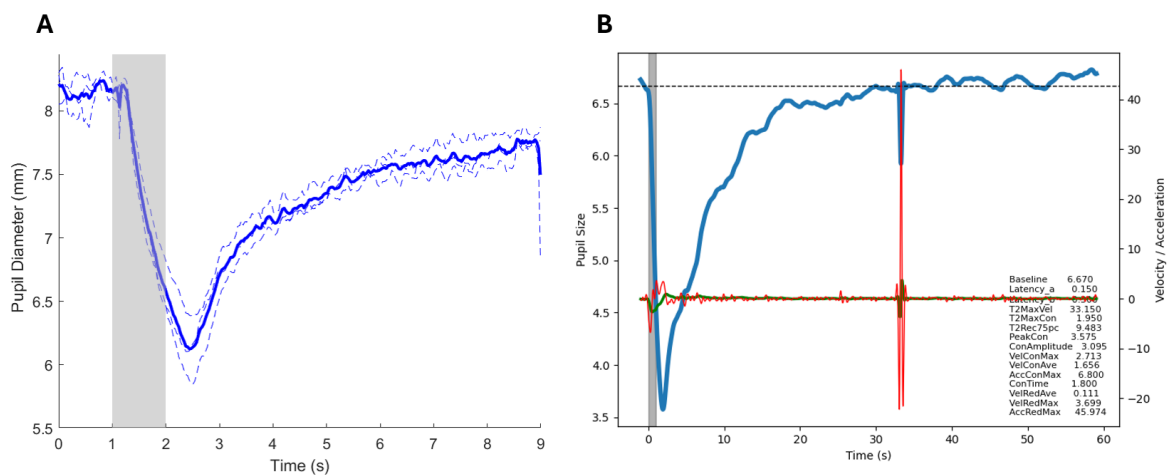 A
8
7.5
7
6.5
6
5.5
Pupil Diameter (mm)
0 1 2 3 4 5 6 7 8 9
Time (s)
B
6.5
6.0
5.5
5.0
4.5
4.0
3.5
Pupil Size
0 10 20 30 40 50 60
Time (s)
40
30
20
10
0
−10
−20
Velocity / Acceleration
Baseline 6.670
Latency_a 0.150
T2MaxVel 33.150
T2MaxCon 1.950
T2Rec75pc 9.483
PeakCon 3.575
ConAmplitude 3.095
VelConMax 2.713
VelConAve 1.656
AccConMax 6.800
ConTime 1.800
VelRedAve 0.111
VelRedMax 3.699
AccRedMax 45.974